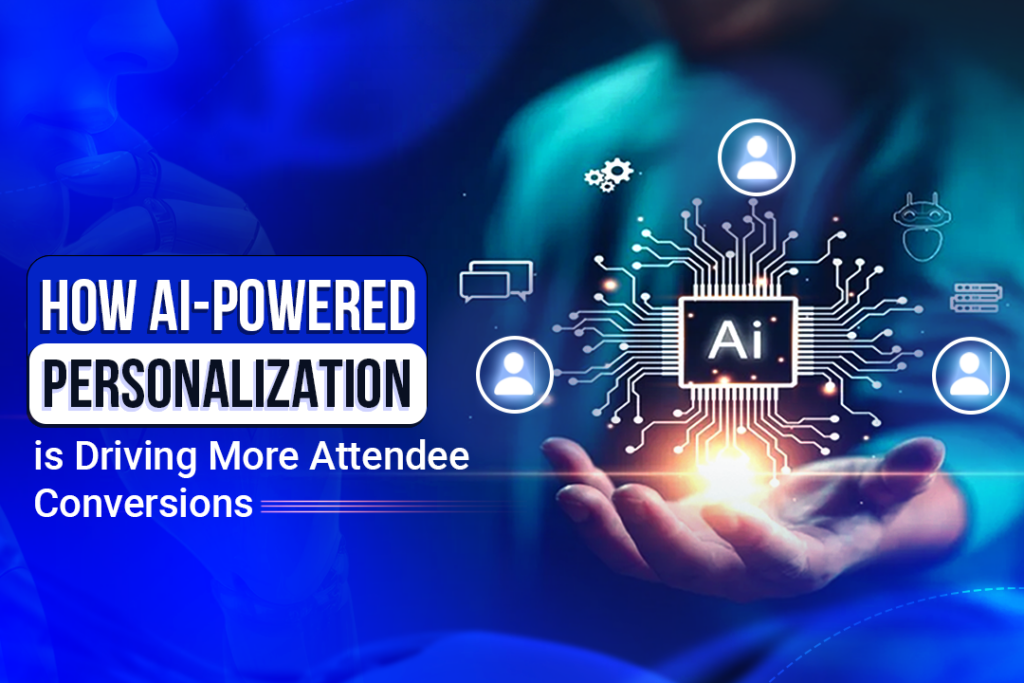 HOW AI-POWERED
PERSONALIZATION
is Driving More Attendee
Conversions
Ai